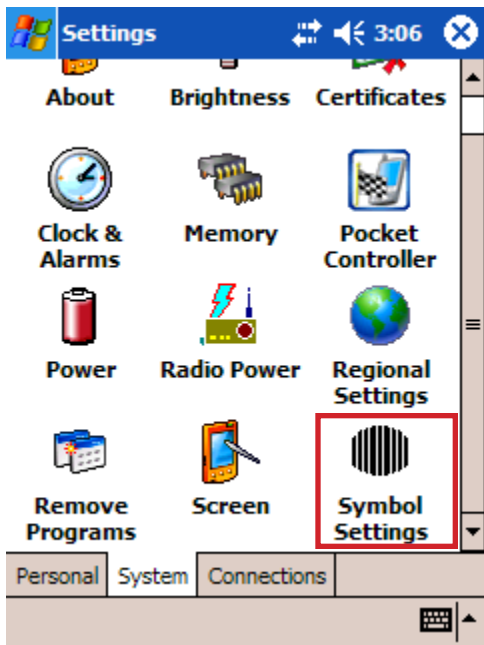 Settings 3:06
About Brightness Certificates
Clock & Memory Pocket
Alarms Controller
Power Radio Power Regional
Settings
Remove Screen Symbol
Programs Settings
Personal System Connections